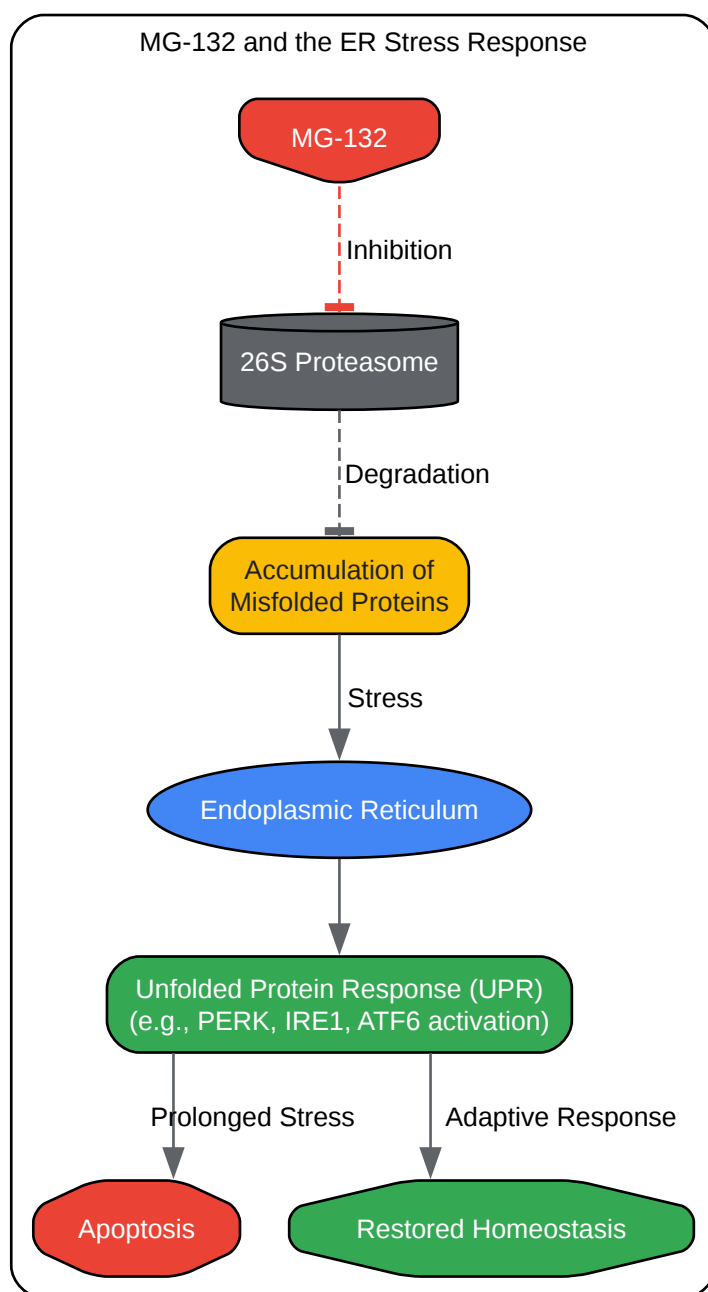 MG-132 and the ER Stress Response
MG-132
Inhibition
26S Proteasome
Degradation
Accumulation of
Misfolded Proteins
Stress
Endoplasmic Reticulum
Unfolded Protein Response (UPR)
(e.g., PERK, IRE1, ATF6 activation)
Prolonged Stress
Adaptive Response
Apoptosis
Restored Homeostasis